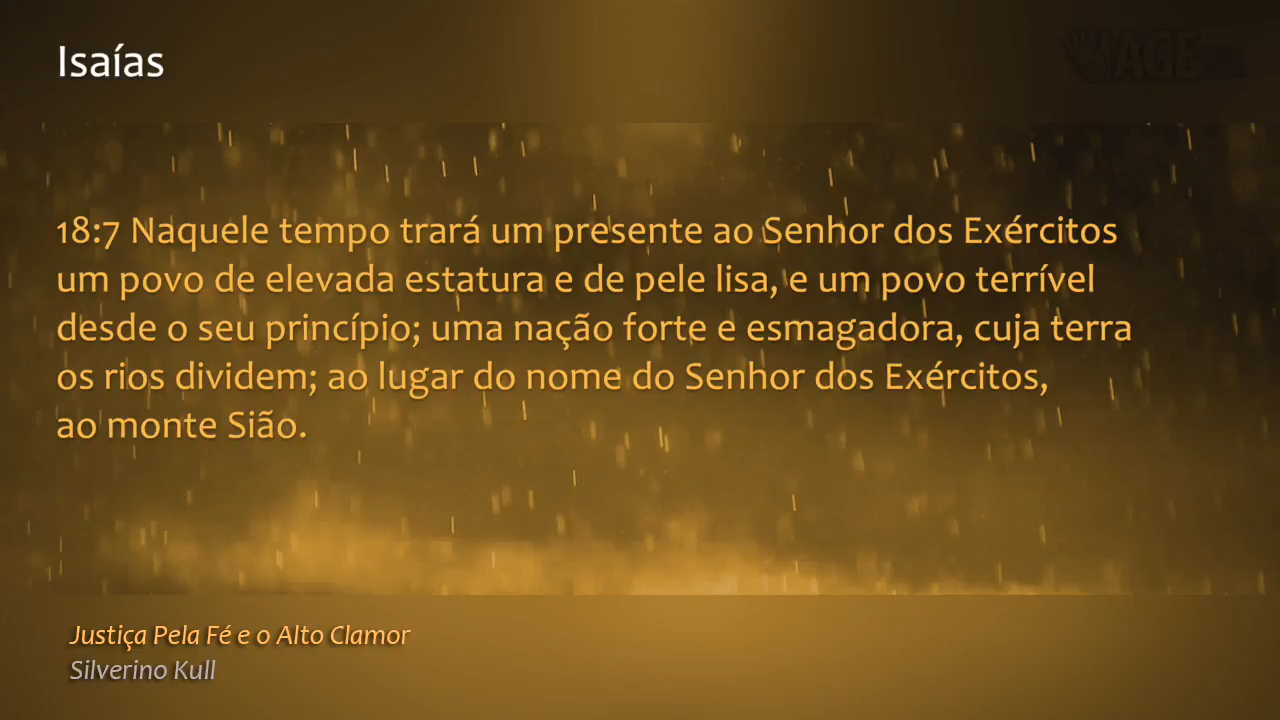 Isaías
IAGE
18:7 Naquele tempo trará um presente ao Senhor dos Exércitos
um povo de elevada estatura e de pele lisa, e um povo terrível
desde o seu princípio; uma nação forte e esmagadora, cuja terra
os rios dividem; ao lugar do nome do Senhor dos Exércitos,
ao monte Sião.
Justiça Pela Fé e o Alto Clamor
Silverino Kull